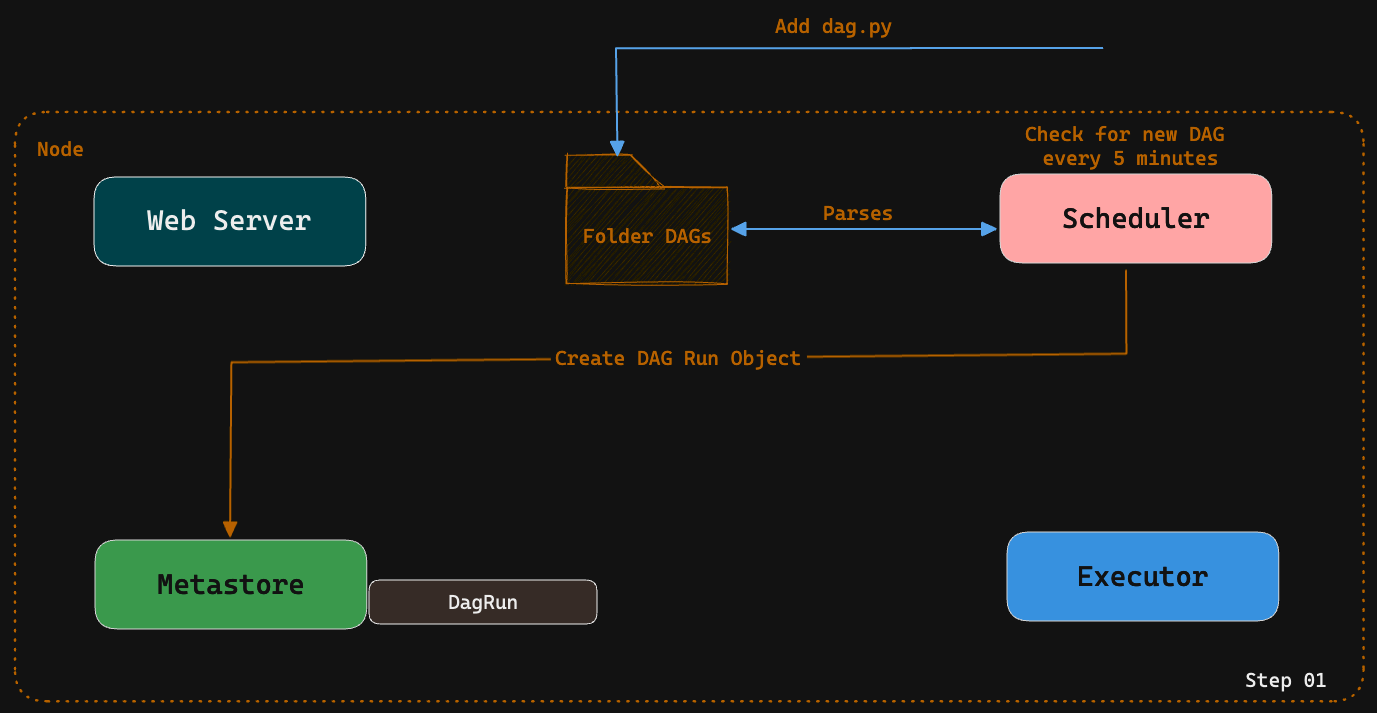 Add dag.py
Check for new DAG
every 5 minutes
Node
Web Server
Folder DAGs
Parses
Scheduler
Create DAG Run Object
Metastore
DagRun
Executor
Step 01